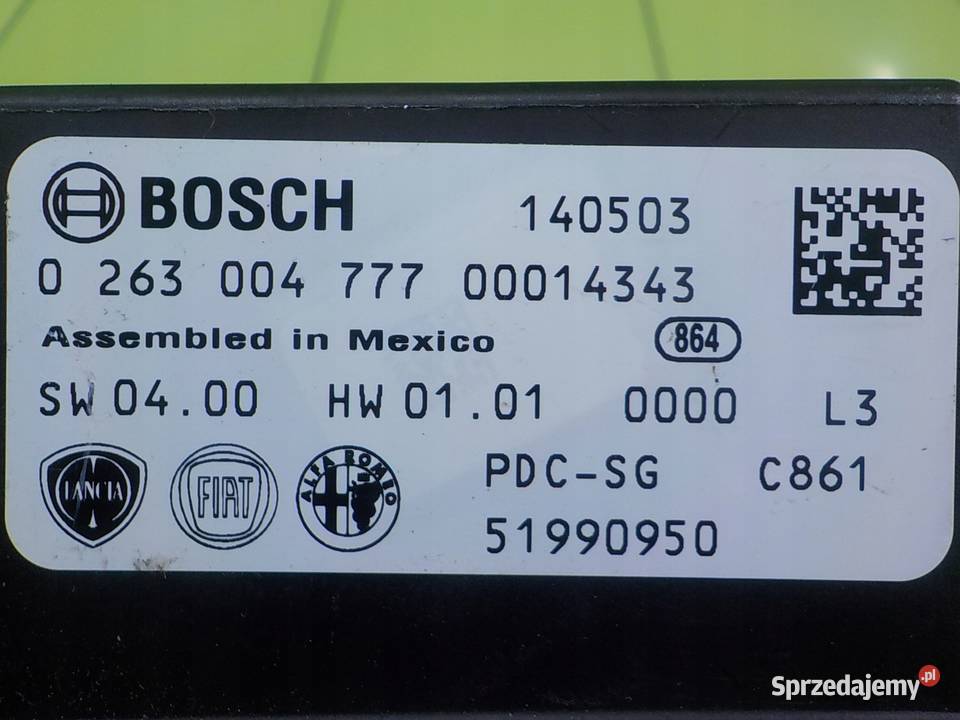 BOSCH 140503
0 263 004 777 00014343
Assembled in Mexico 864
SW 04.00 HW 01.01 0000 L3
LANCIA FIAT ALFA ROMEO PDC-SG C861
51990950
Sprzedajemy.pl